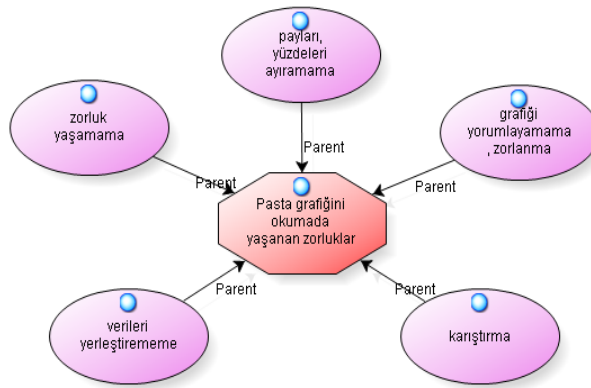 payları,
yüzdeleri
ayıramama
zorluk
yaşamama
grafiği
yorumlayamama
, zorlanma
Parent
Parent
Parent
Pasta grafiğini
okumada
yaşanan zorluklar
Parent
Parent
verileri
yerleştirememe
karıştırma